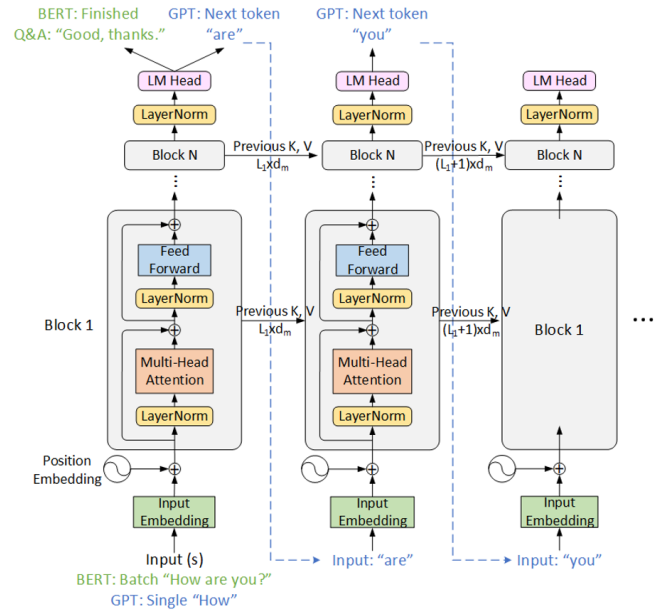 BERT: Finished
Q&A: “Good, thanks.”
GPT: Next token
“are”
GPT: Next token
“you”
LM Head
LayerNorm
Block N
Previous K, V
L₁xdₘ
LM Head
LayerNorm
Block N
Previous K, V
(L₁+1)xdₘ
LM Head
LayerNorm
Block N
Block 1
Feed
Forward
LayerNorm
Multi-Head
Attention
LayerNorm
Previous K, V
L₁xdₘ
Feed
Forward
LayerNorm
Multi-Head
Attention
LayerNorm
Previous K, V
(L₁+1)xdₘ
Block 1
...
Position
Embedding
Input
Embedding
Input
Embedding
Input
Embedding
Input (s)
BERT: Batch “How are you?”
GPT: Single “How”
Input: “are”
Input: “you”